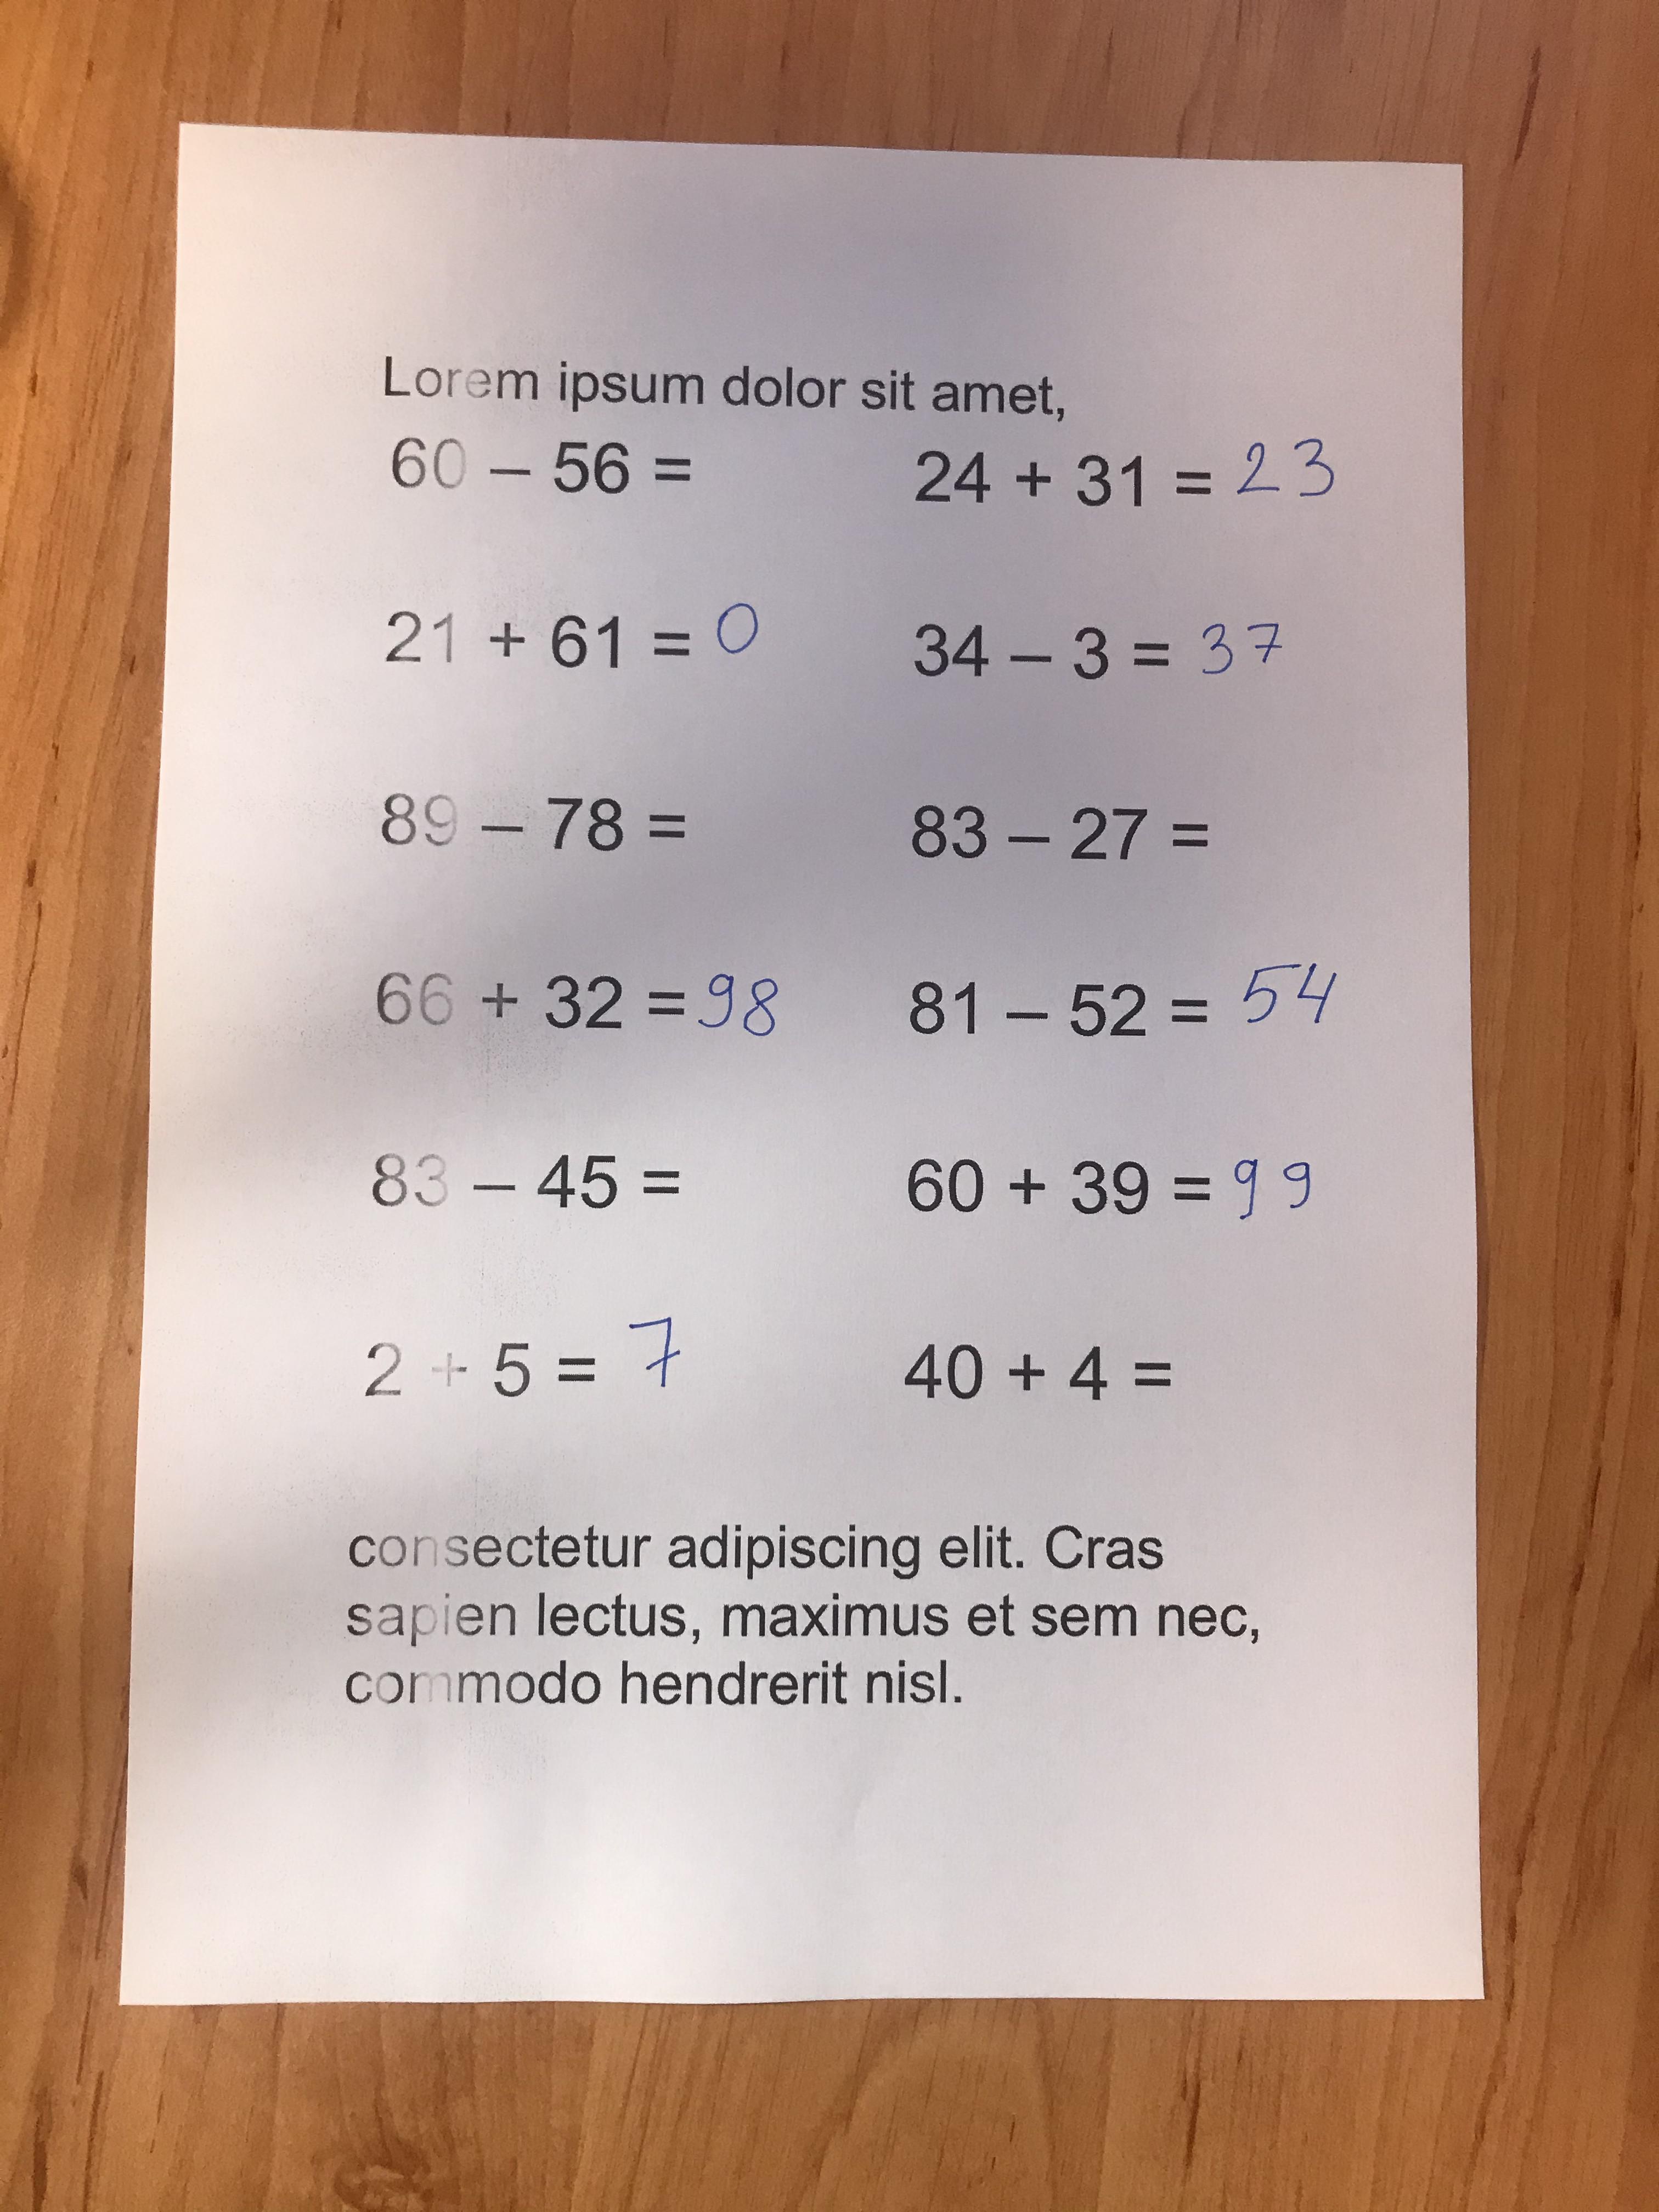 Lorem ipsum dolor sit amet,
60 – 56 = 24 + 31 = 23
21 + 61 = 0 34 – 3 = 37
89 – 78 = 83 – 27 =
66 + 32 = 98 81 – 52 = 54
83 – 45 = 60 + 39 = 99
2 + 5 = 7 40 + 4 =
consectetur adipiscing elit. Cras
sapien lectus, maximus et sem nec,
commodo hendrerit nisl.